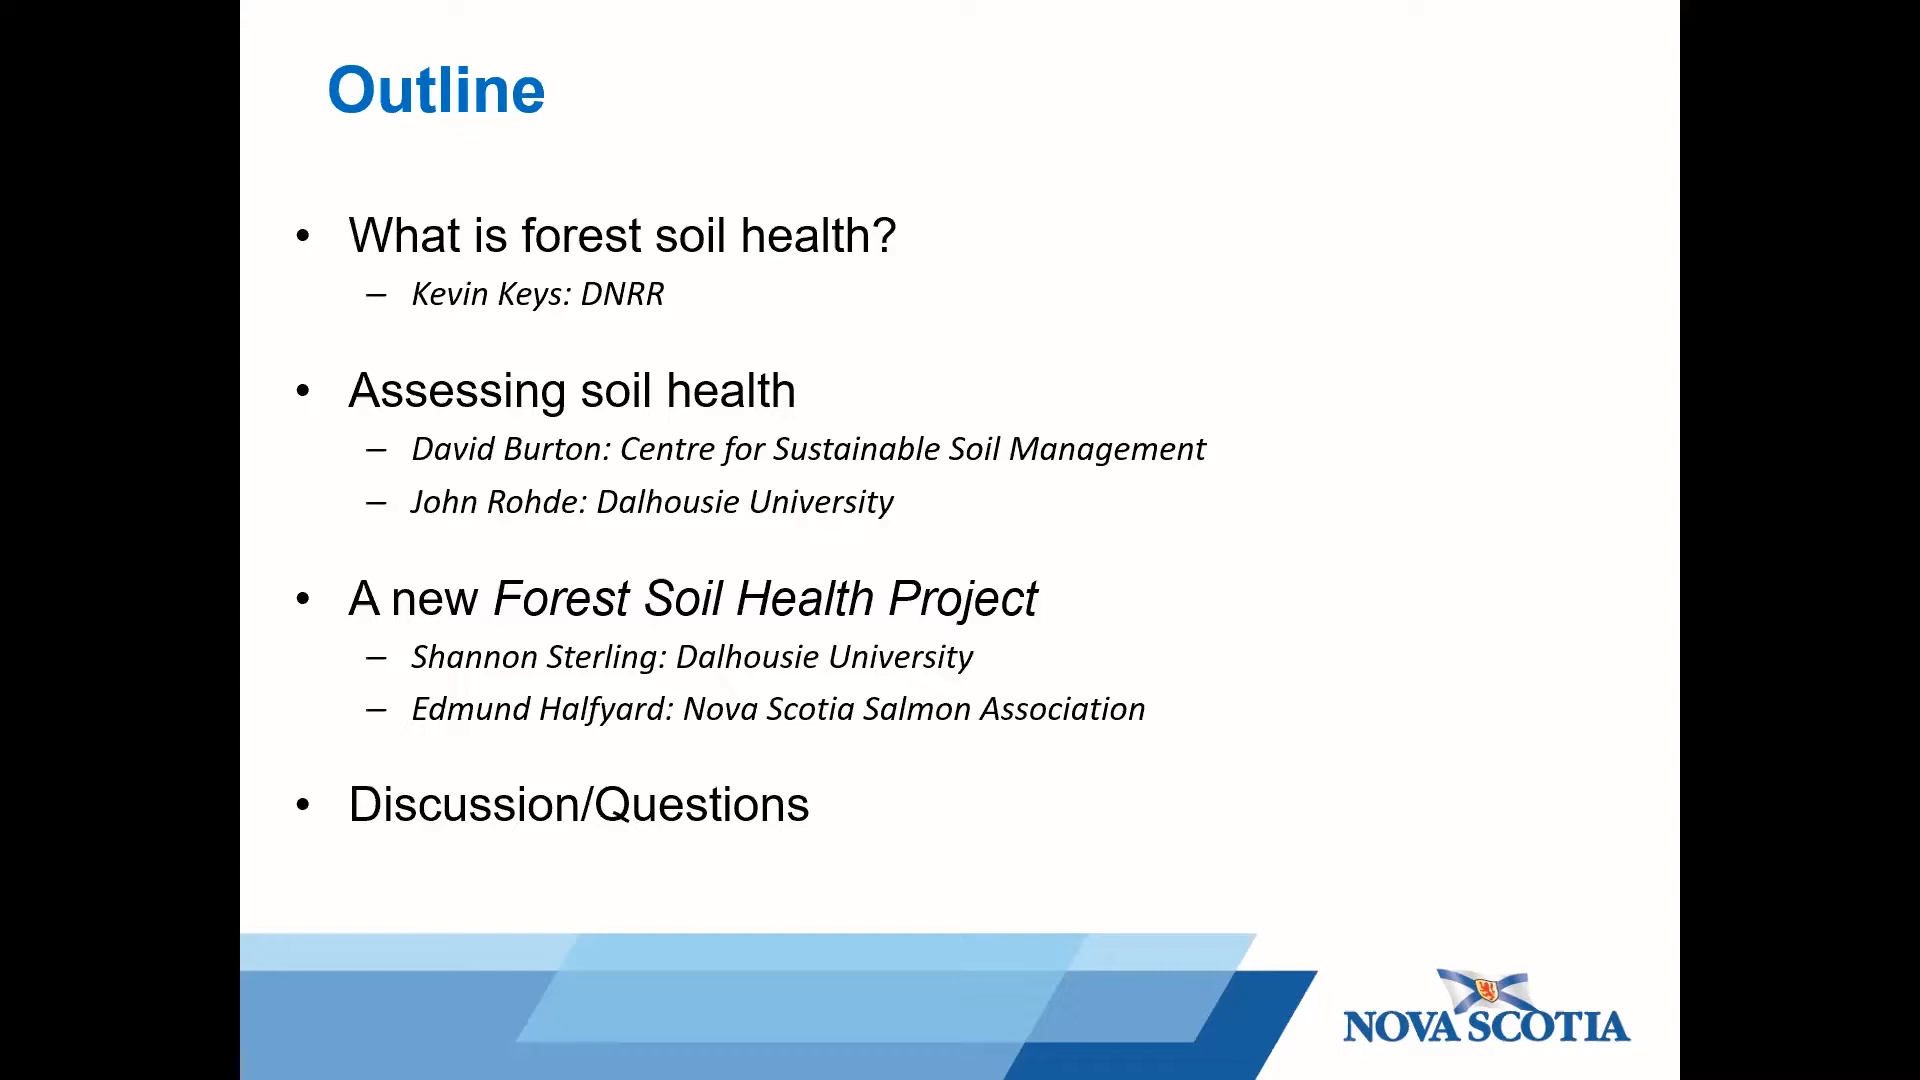 Outline
• What is forest soil health?
– Kevin Keys: DNRR
• Assessing soil health
– David Burton: Centre for Sustainable Soil Management
– John Rohde: Dalhousie University
• A new Forest Soil Health Project
– Shannon Sterling: Dalhousie University
– Edmund Halfyard: Nova Scotia Salmon Association
• Discussion/Questions
NOVA SCOTIA